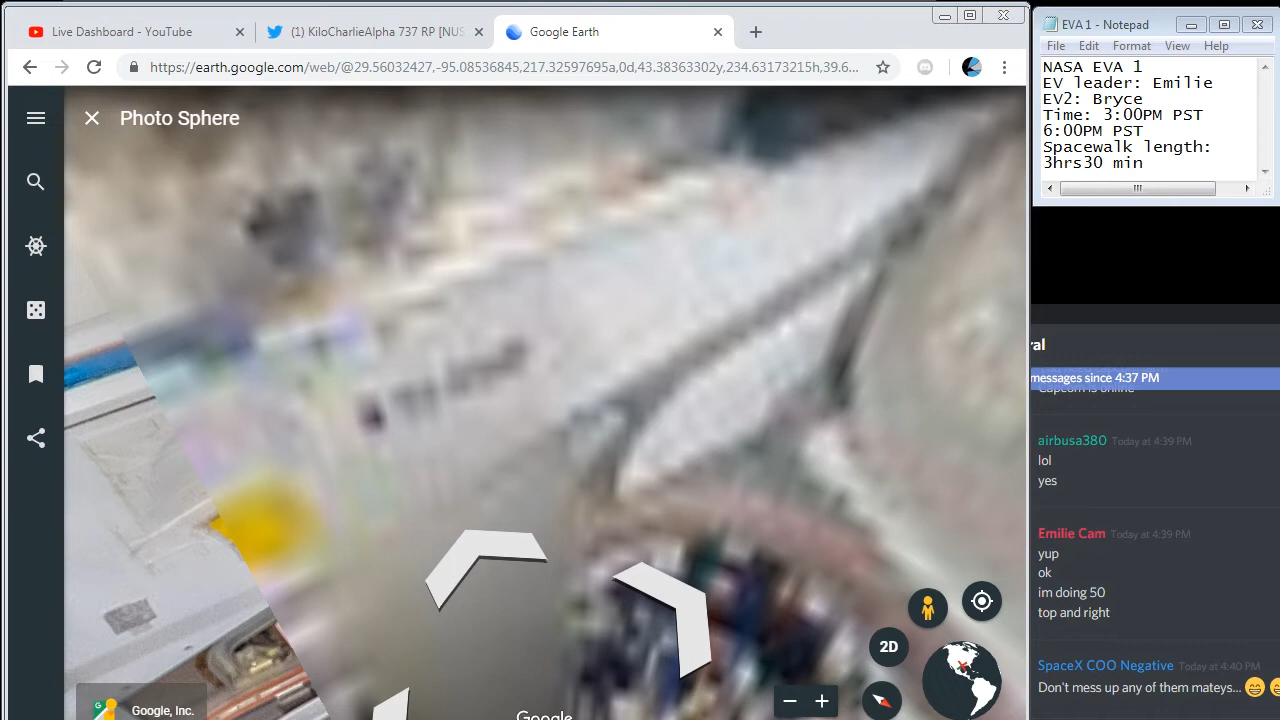 Live Dashboard - YouTube
(1) KiloCharlieAlpha 737 RP [NUS
Google Earth
https://earth.google.com/web/@29.56032427,-95.08536845,217.32597695a,0d,43.38363302y,234.63173215h,39.6...
Photo Sphere
Google, Inc.
Google
2D
EVA 1 - Notepad
File Edit Format View Help
NASA EVA 1
EV leader: Emilie
EV2: Bryce
Time: 3:00PM PST
6:00PM PST
Spacewalk length:
3hrs30 min
ral
messages since 4:37 PM
Capcom is online
airbusa380 Today at 4:39 PM
lol
yes
Emilie Cam Today at 4:39 PM
yup
ok
im doing 50
top and right
SpaceX COO Negative Today at 4:40 PM
Don't mess up any of them mateys...